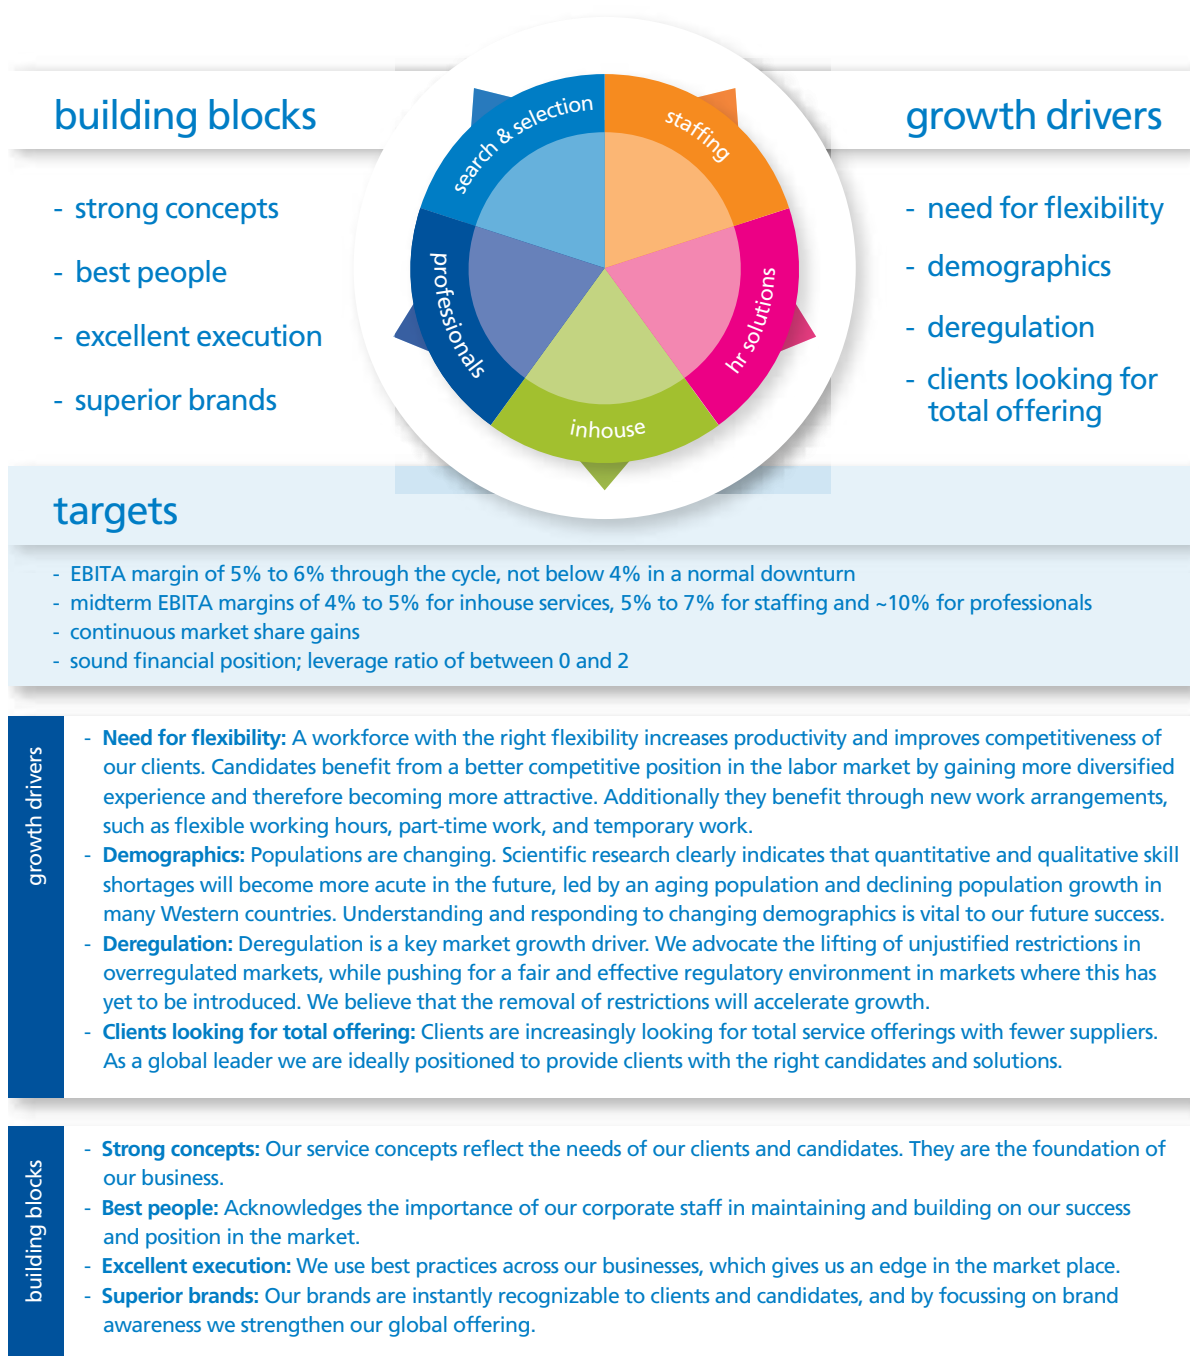 building blocks
- strong concepts
- best people
- excellent execution
- superior brands
search & selection
staffing
professionals
hr solutions
inhouse
growth drivers
- need for flexibility
- demographics
- deregulation
- clients looking for
total offering
targets
- EBITA margin of 5% to 6% through the cycle, not below 4% in a normal downturn
- midterm EBITA margins of 4% to 5% for inhouse services, 5% to 7% for staffing and ~10% for professionals
- continuous market share gains
- sound financial position; leverage ratio of between 0 and 2
growth drivers
- Need for flexibility: A workforce with the right flexibility increases productivity and improves competitiveness of
our clients. Candidates benefit from a better competitive position in the labor market by gaining more diversified
experience and therefore becoming more attractive. Additionally they benefit through new work arrangements,
such as flexible working hours, part-time work, and temporary work.
- Demographics: Populations are changing. Scientific research clearly indicates that quantitative and qualitative skill
shortages will become more acute in the future, led by an aging population and declining population growth in
many Western countries. Understanding and responding to changing demographics is vital to our future success.
- Deregulation: Deregulation is a key market growth driver. We advocate the lifting of unjustified restrictions in
overregulated markets, while pushing for a fair and effective regulatory environment in markets where this has
yet to be introduced. We believe that the removal of restrictions will accelerate growth.
- Clients looking for total offering: Clients are increasingly looking for total service offerings with fewer suppliers.
As a global leader we are ideally positioned to provide clients with the right candidates and solutions.
building blocks
- Strong concepts: Our service concepts reflect the needs of our clients and candidates. They are the foundation of
our business.
- Best people: Acknowledges the importance of our corporate staff in maintaining and building on our success
and position in the market.
- Excellent execution: We use best practices across our businesses, which gives us an edge in the market place.
- Superior brands: Our brands are instantly recognizable to clients and candidates, and by focussing on brand
awareness we strengthen our global offering.